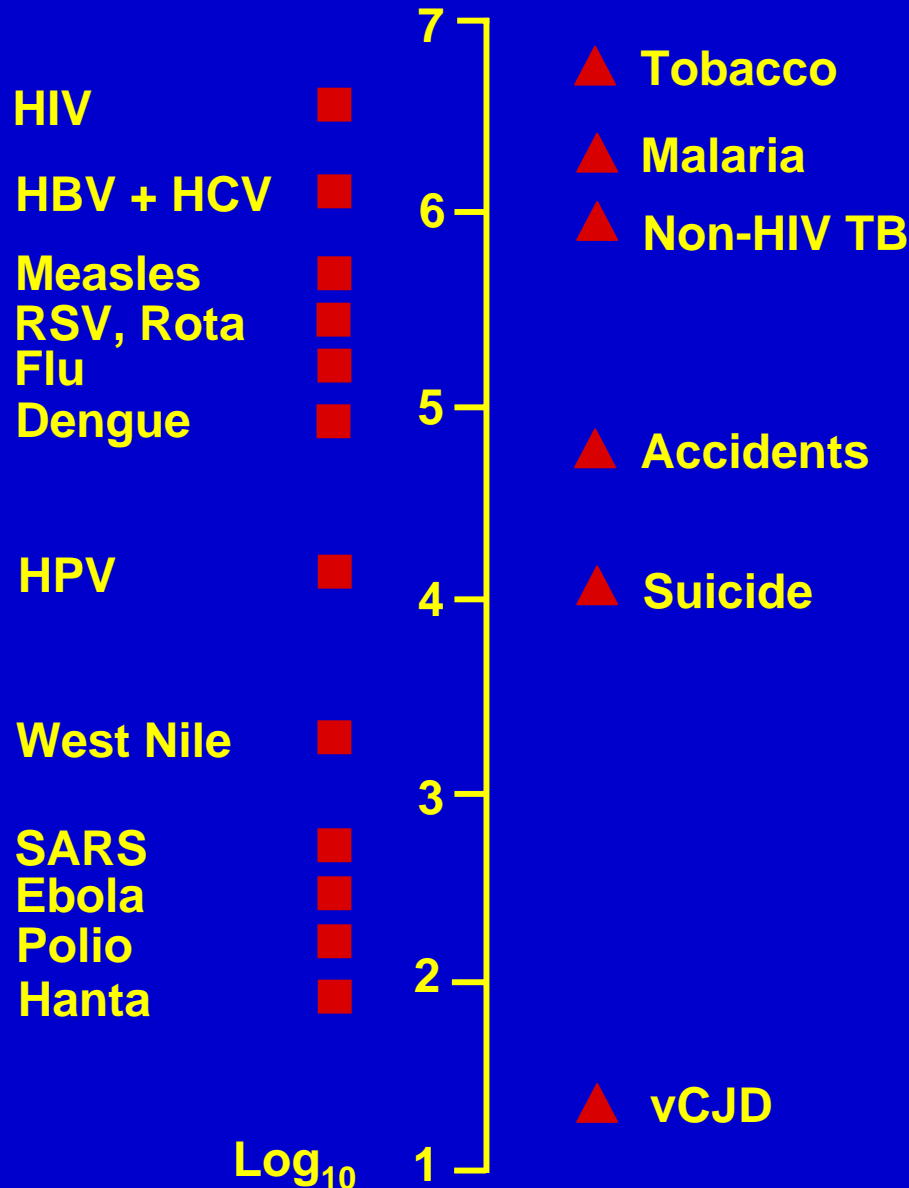 7
Tobacco
HIV
Malaria
HBV + HCV
6
Non-HIV TB
Measles
RSV, Rota
Flu
5
Dengue
Accidents
HPV
4
Suicide
West Nile
3
SARS
Ebola
Polio
2
Hanta
vCJD
Log10
1